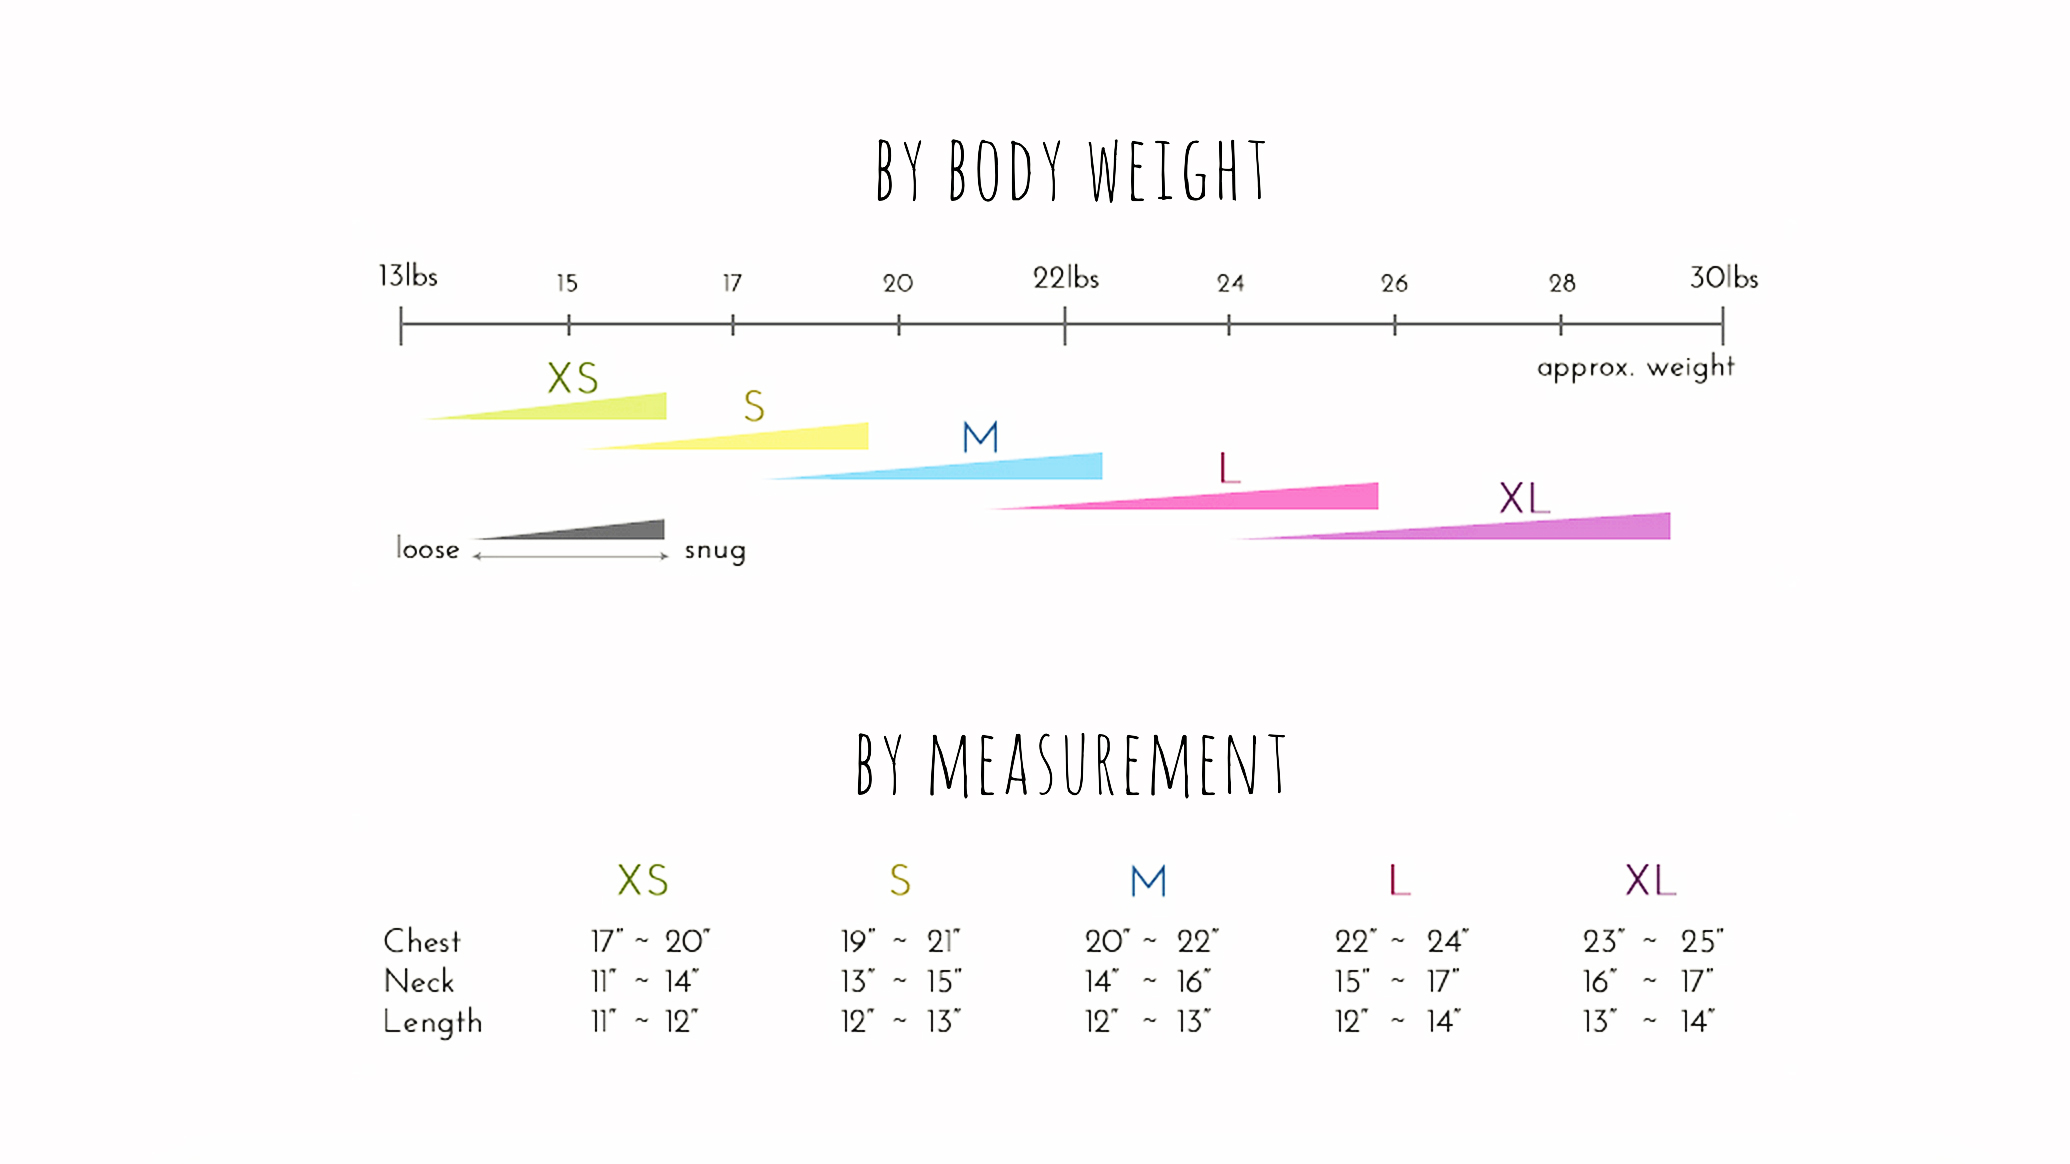 BY BODY WEIGHT
13lbs 15 17 20 22lbs 24 26 28 30lbs
approx. weight
XS
S
M
L
XL
loose snug
BY MEASUREMENT
XS S M L XL
Chest 17" ~ 20" 19" ~ 21" 20" ~ 22" 22" ~ 24" 23" ~ 25"
Neck 11" ~ 14" 13" ~ 15" 14" ~ 16" 15" ~ 17" 16" ~ 17"
Length 11" ~ 12" 12" ~ 13" 12" ~ 13" 12" ~ 14" 13" ~ 14"